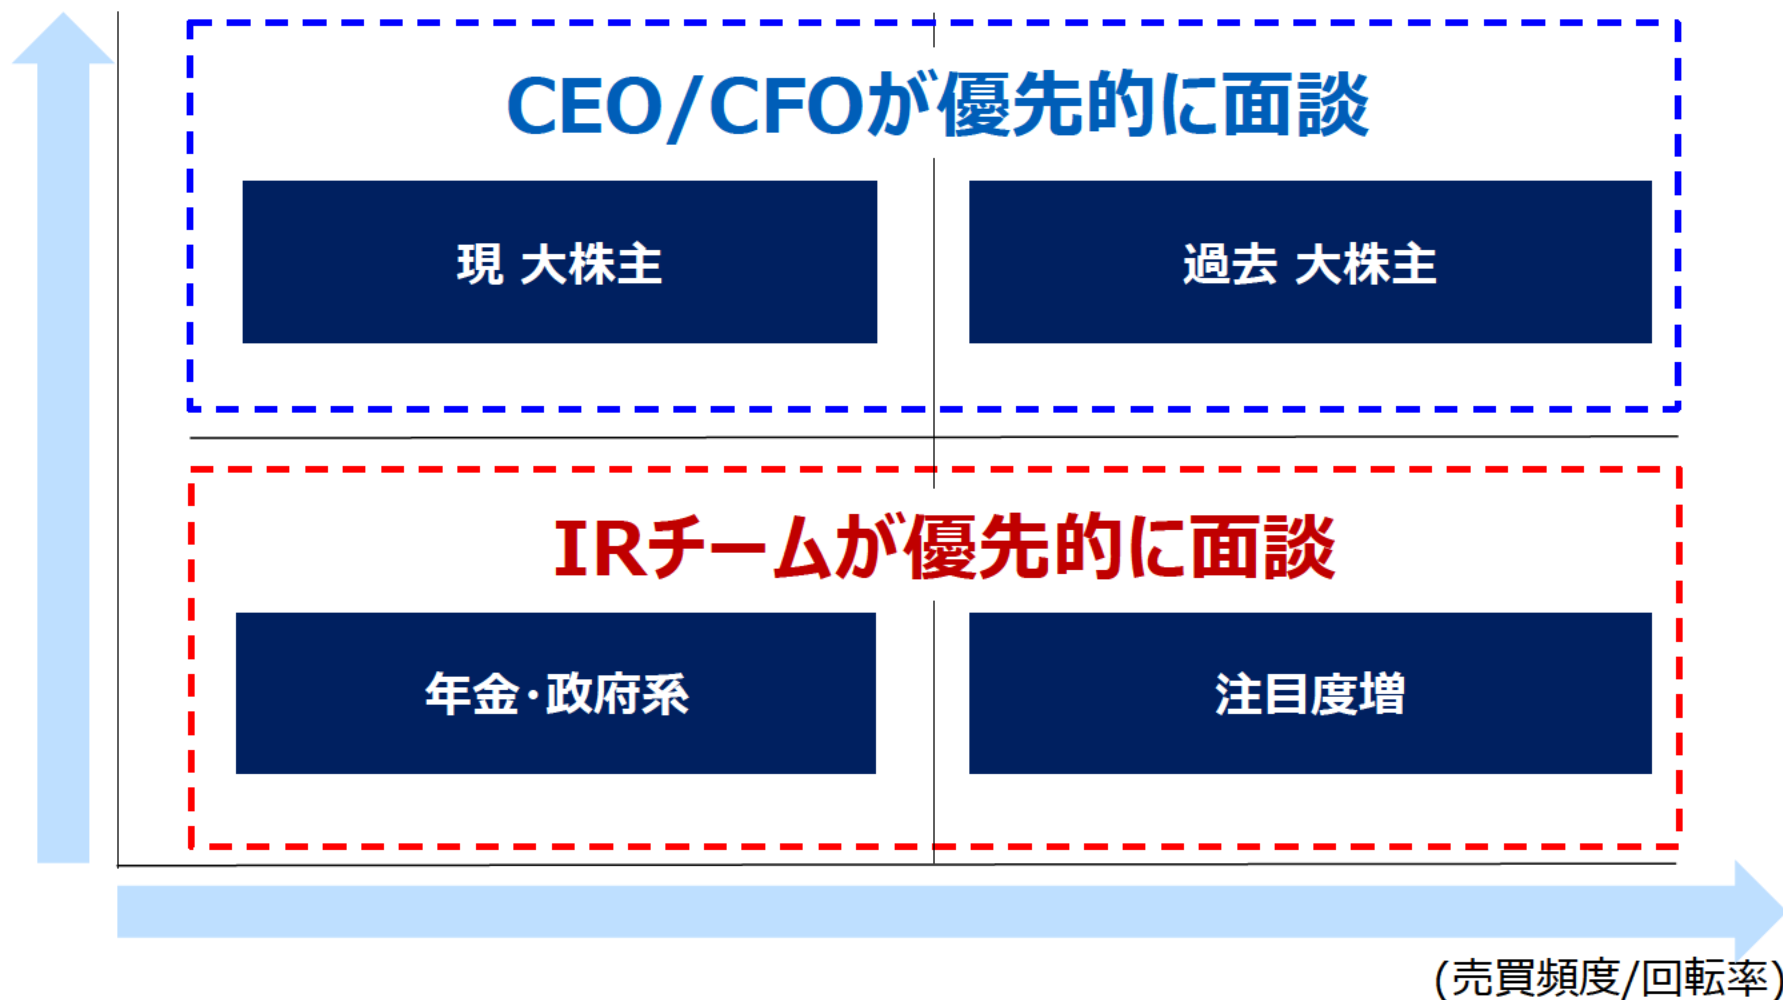 CEO/CFOが優先的に面談
現 大株主
過去 大株主
IRチームが優先的に面談
年金・政府系
注目度増
(売買頻度/回転率)